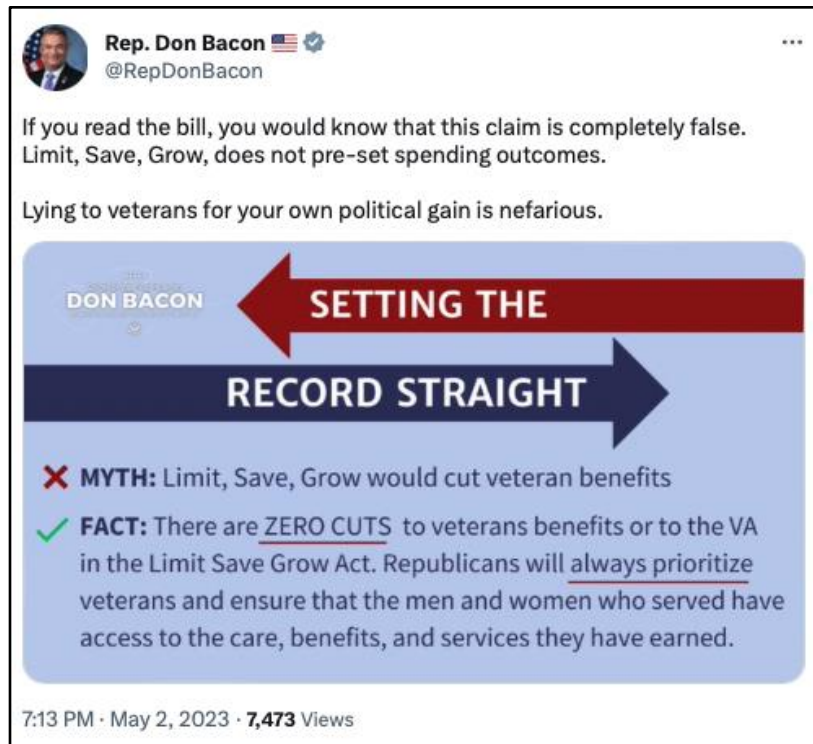 Rep. Don Bacon 🇺🇸
@RepDonBacon
...
If you read the bill, you would know that this claim is completely false.
Limit, Save, Grow, does not pre-set spending outcomes.
Lying to veterans for your own political gain is nefarious.
DON BACON
SETTING THE
RECORD STRAIGHT
MYTH: Limit, Save, Grow would cut veteran benefits
FACT: There are ZERO CUTS to veterans benefits or to the VA
in the Limit Save Grow Act. Republicans will always prioritize
veterans and ensure that the men and women who served have
access to the care, benefits, and services they have earned.
7:13 PM · May 2, 2023 · 7,473 Views